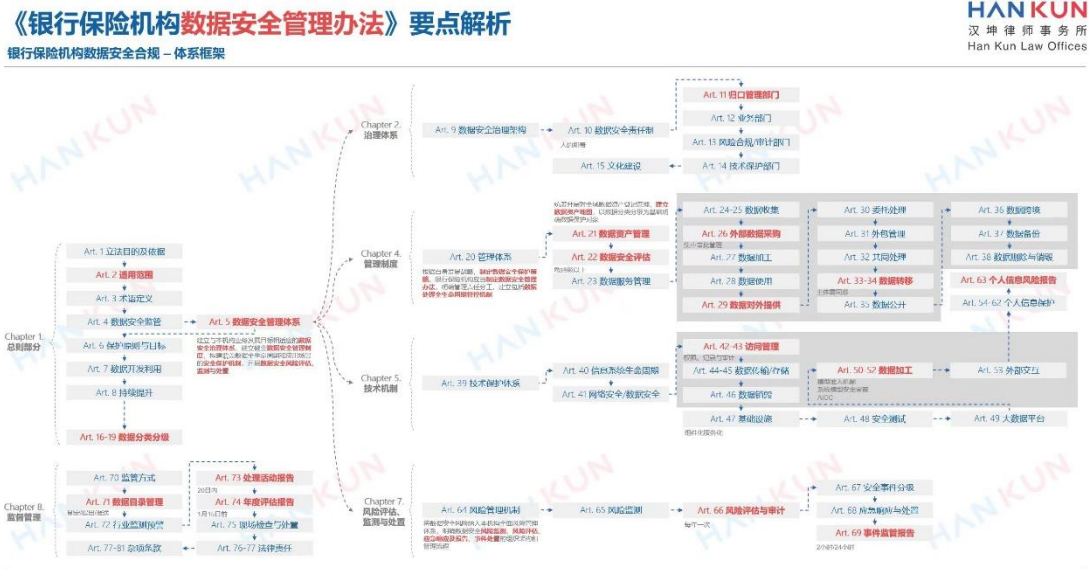 《银行保险机构数据安全管理办法》要点解析
银行保险机构数据安全合规 – 体系框架
HANKUN
汉坤律师事务所
Han Kun Law Offices
Chapter 1.
总则部分
Art. 1 立法目的及依据
Art. 2 适用范围
Art. 3 术语定义
Art. 4 数据安全监管
Art. 5 数据安全管理体系
Art. 6 保护原则与目标
Art. 7 数据开发利用
Art. 8 持续提升
Art. 16-19 数据分类分级
Chapter 2.
治理体系
Art. 9 数据安全治理架构
Art. 10 数据安全责任制
Art. 11 归口管理部门
Art. 12 业务部门
Art. 13 风险合规/审计部门
Art. 14 技术保护部门
Art. 15 文化建设
Chapter 4.
管理制度
Art. 20 管理体系
Art. 21 数据资产管理
Art. 22 数据安全评估
Art. 23 数据服务管理
Art. 24-25 数据收集
Art. 26 外部数据采购
Art. 27 数据加工
Art. 28 数据使用
Art. 29 数据对外提供
Art. 30 委托处理
Art. 31 外包管理
Art. 32 共同处理
Art. 33-34 数据转移
Art. 35 数据公开
Art. 36 数据跨境
Art. 37 数据备份
Art. 38 数据删除与销毁
Art. 63 个人信息风险报告
Art. 54-62 个人信息保护
Chapter 5.
技术机制
Art. 39 技术保护体系
Art. 40 信息系统生命周期
Art. 41 网络安全/数据安全
Art. 42-43 访问管理
Art. 44-45 数据传输/存储
Art. 46 数据销毁
Art. 47 基础设施
Art. 48 安全测试
Art. 49 大数据平台
Art. 50-52 数据加工
Art. 53 外部交互
Chapter 7.
风险评估、
监测与处置
Art. 64 风险管理机制
Art. 65 风险监测
Art. 66 风险评估与审计
Art. 67 安全事件分级
Art. 68 应急响应与处置
Art. 69 事件监管报告
2小时/24小时
Chapter 8.
监督管理
Art. 70 监管方式
Art. 71 数据目录管理
Art. 72 行业监测预警
Art. 73 处理活动报告
20日内
Art. 74 年度评估报告
1月15日前
Art. 75 现场检查与处置
Art. 76-77 法律责任
Art. 77-81 杂项条款